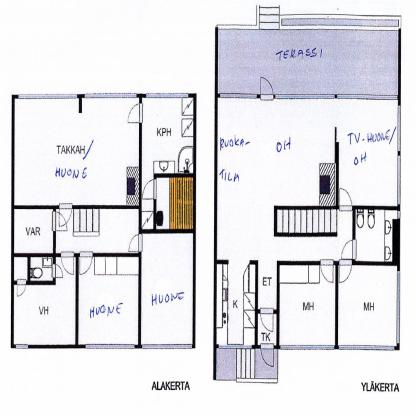 TERASSI
KPH
TAKKAH/
HUONE
RUOKA-
TILA
OH
TV-HUONE/
OH
VAR
VH
HUONE
HUONE
K
ET
TK
MH
MH
ALAKERTA
YLÄKERTA